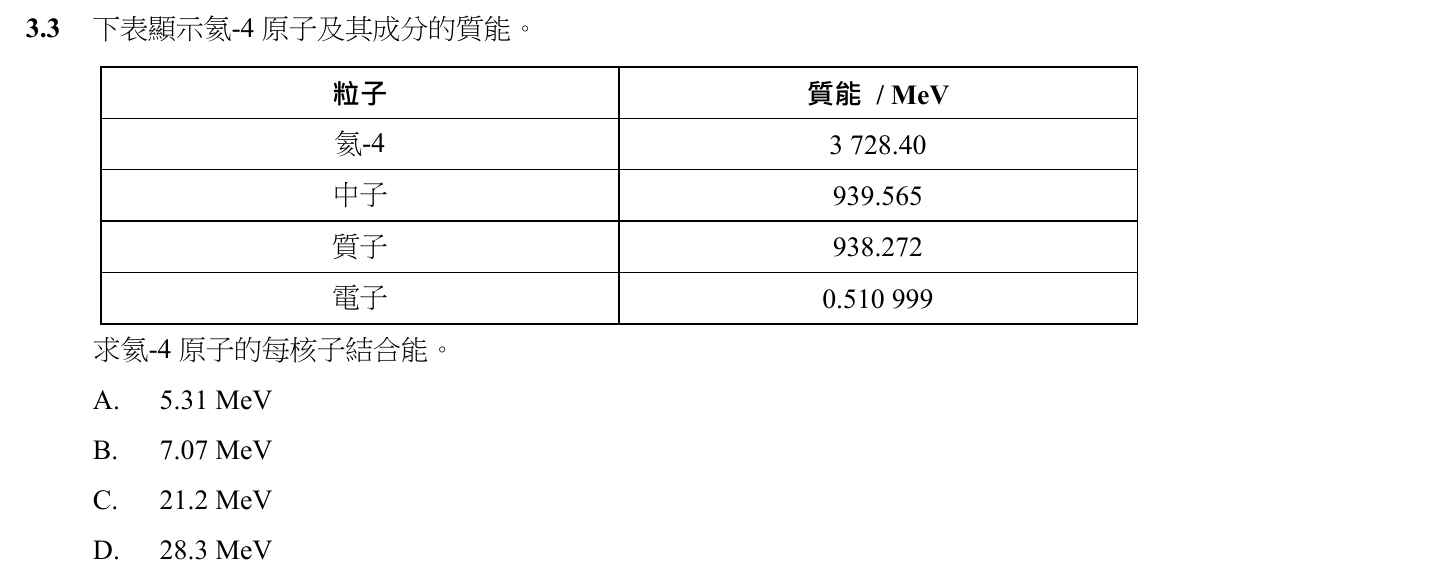 3.3 下表顯示氦-4 原子及其成分的質能。
粒子 質能 / MeV
氦-4 3 728.40
中子 939.565
質子 938.272
電子 0.510 999
求氦-4 原子的每核子結合能。
A. 5.31 MeV
B. 7.07 MeV
C. 21.2 MeV
D. 28.3 MeV